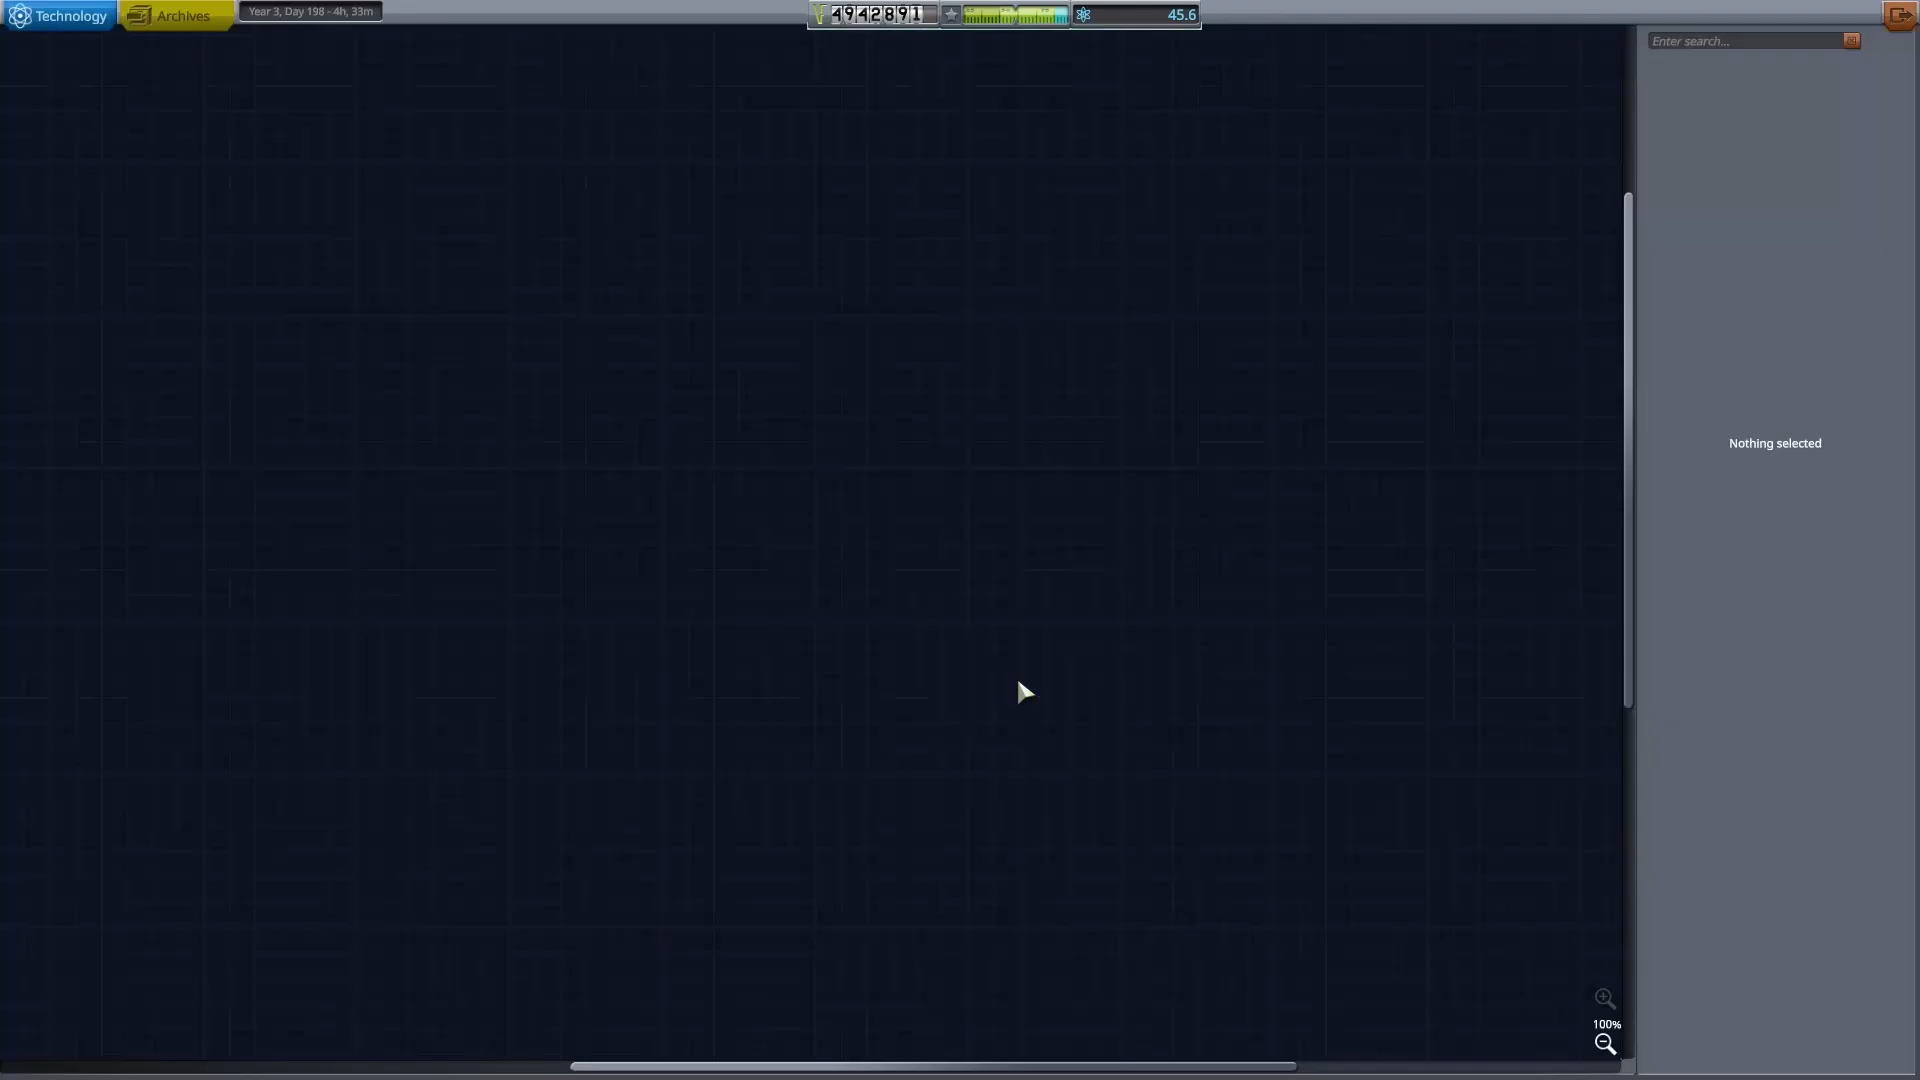 Technology
Archives
Year 3, Day 198 - 4h, 33m
4942891
45.6
Enter search...
Nothing selected
100%